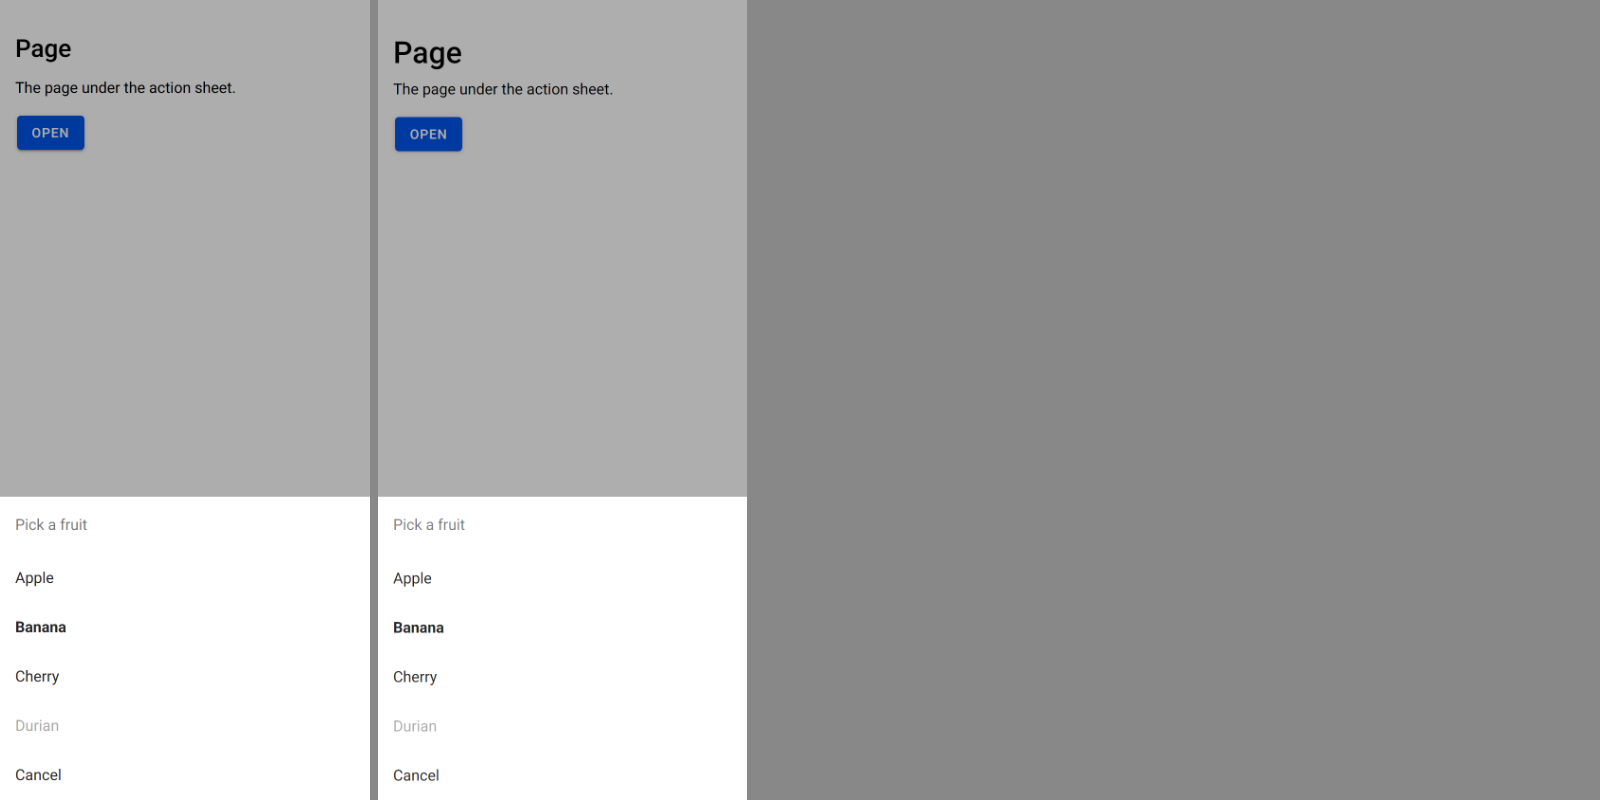 Page
The page under the action sheet.
OPEN
Pick a fruit
Apple
Banana
Cherry
Durian
Cancel
Page
The page under the action sheet.
OPEN
Pick a fruit
Apple
Banana
Cherry
Durian
Cancel